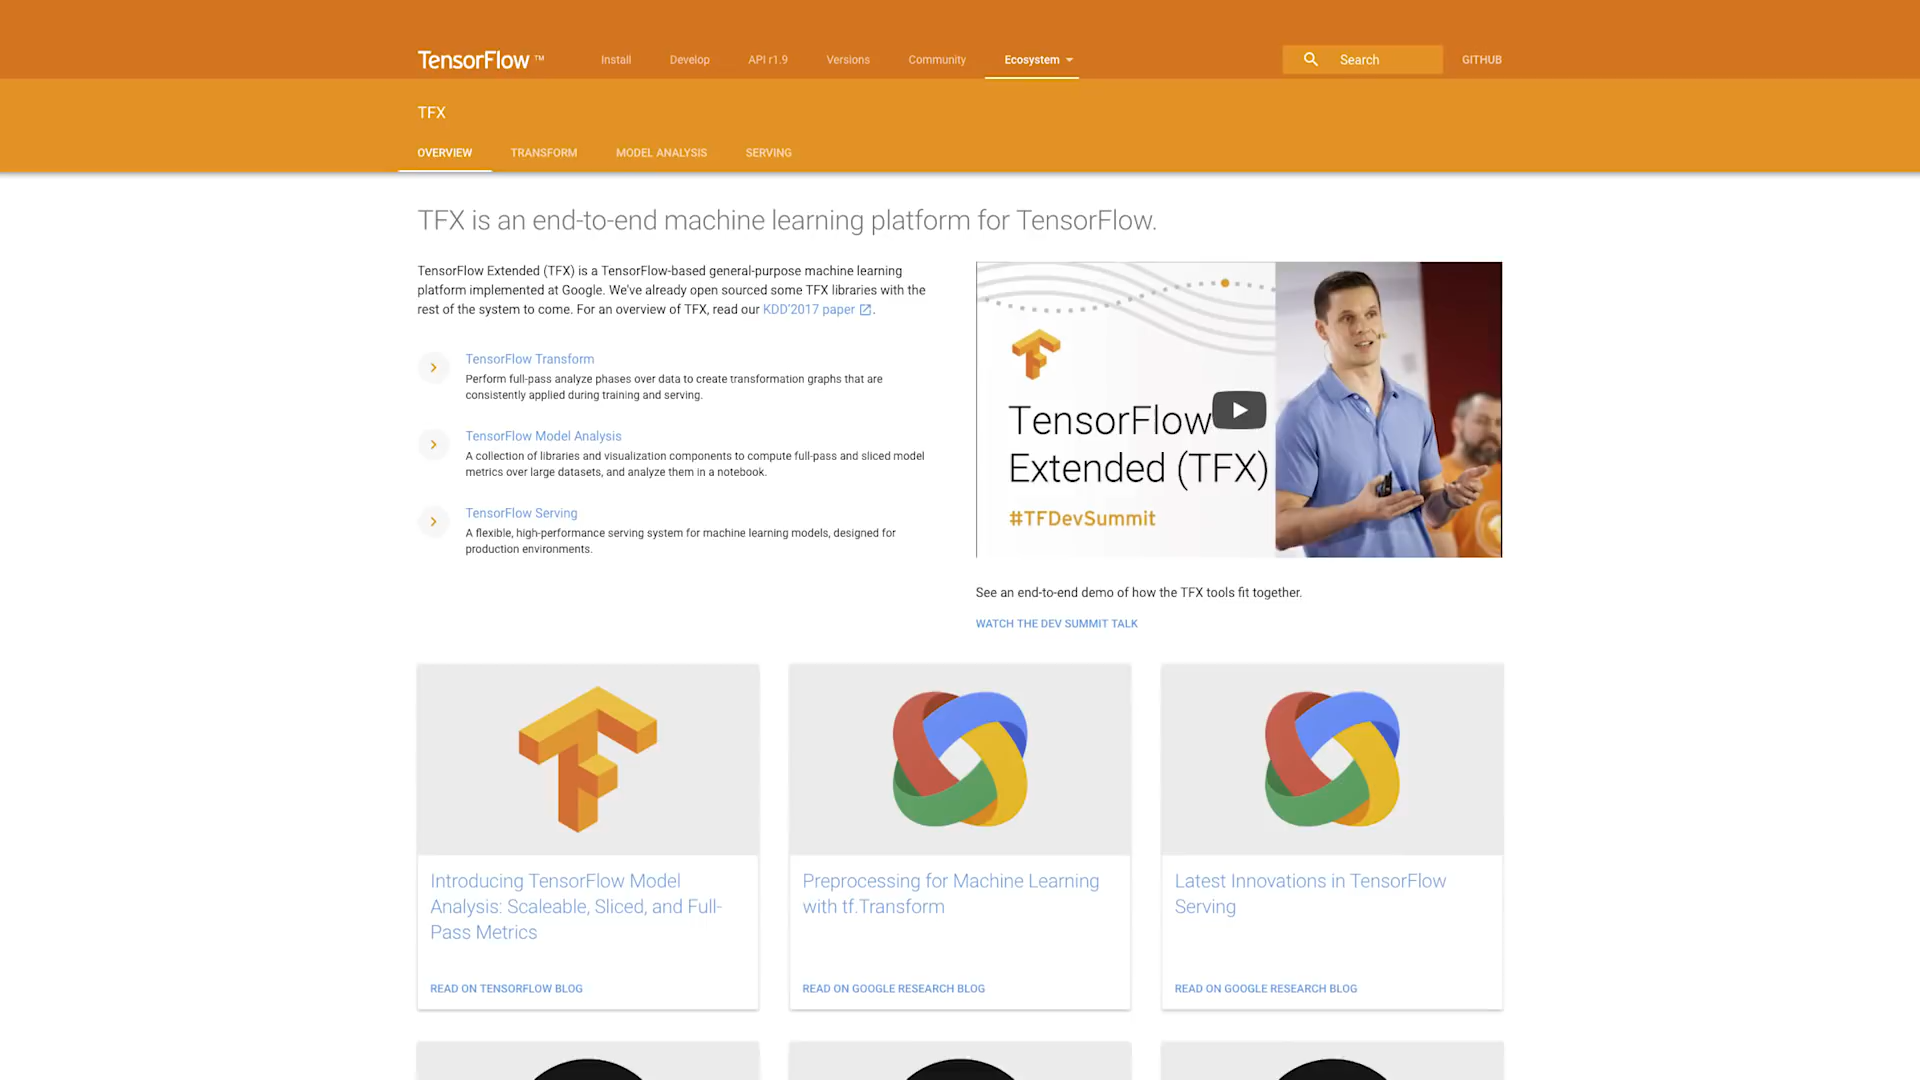 TensorFlow ™
Install
Develop
API r1.9
Versions
Community
Ecosystem
Search
GITHUB
TFX
OVERVIEW
TRANSFORM
MODEL ANALYSIS
SERVING
TFX is an end-to-end machine learning platform for TensorFlow.
TensorFlow Extended (TFX) is a TensorFlow-based general-purpose machine learning
platform implemented at Google. We've already open sourced some TFX libraries with the
rest of the system to come. For an overview of TFX, read our KDD'2017 paper .
TensorFlow Transform
Perform full-pass analyze phases over data to create transformation graphs that are
consistently applied during training and serving.
TensorFlow Model Analysis
A collection of libraries and visualization components to compute full-pass and sliced model
metrics over large datasets, and analyze them in a notebook.
TensorFlow Serving
A flexible, high-performance serving system for machine learning models, designed for
production environments.
TensorFlow
Extended (TFX)
#TFDevSummit
See an end-to-end demo of how the TFX tools fit together.
WATCH THE DEV SUMMIT TALK
Introducing TensorFlow Model
Analysis: Scaleable, Sliced, and Full-
Pass Metrics
READ ON TENSORFLOW BLOG
Preprocessing for Machine Learning
with tf.Transform
READ ON GOOGLE RESEARCH BLOG
Latest Innovations in TensorFlow
Serving
READ ON GOOGLE RESEARCH BLOG